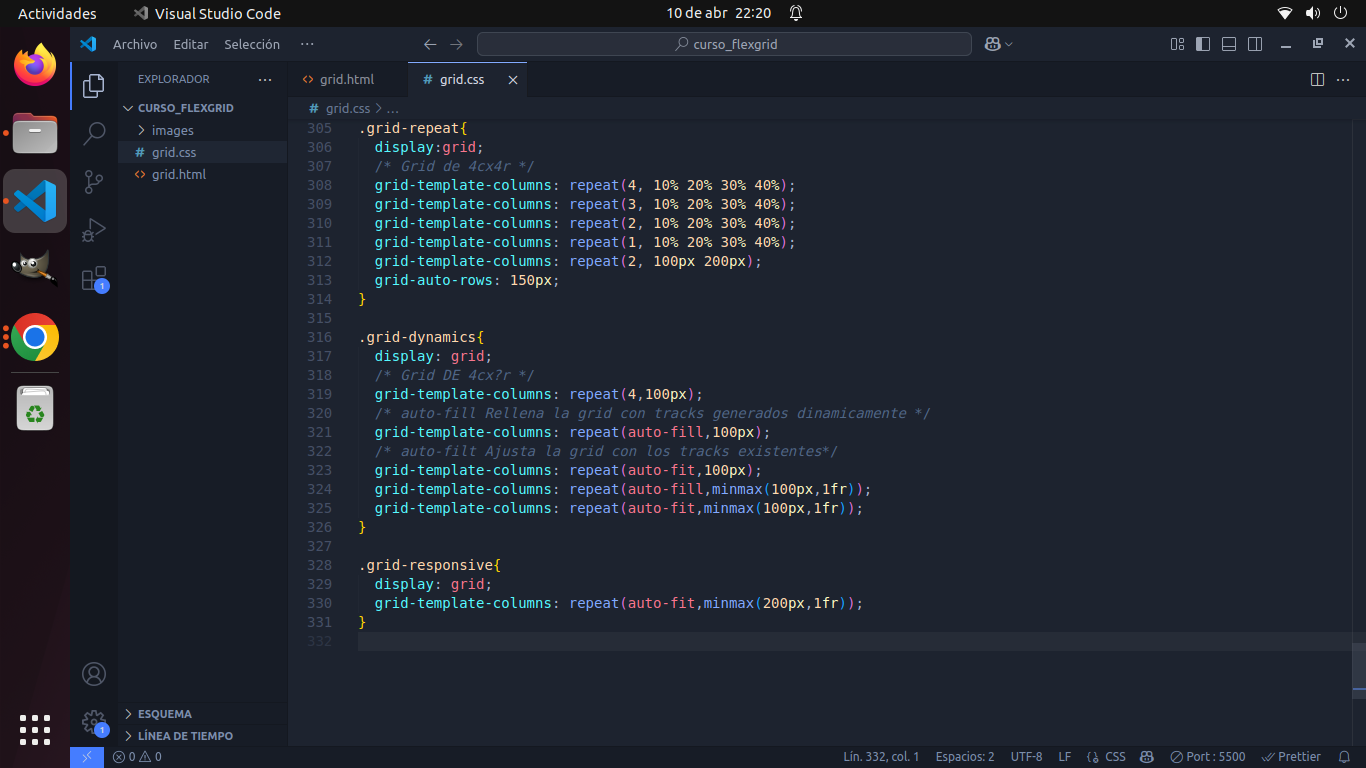 Actividades
Visual Studio Code
10 de abr 22:20
Archivo Editar Selección ···
curso_flexgrid
EXPLORADOR ···
CURSO_FLEXGRID
images
# grid.css
<> grid.html
ESQUEMA
LÍNEA DE TIEMPO
1
1
<> grid.html
# grid.css
# grid.css > ...
305 .grid-repeat{
306 display:grid;
307 /* Grid de 4cx4r */
308 grid-template-columns: repeat(4, 10% 20% 30% 40%);
309 grid-template-columns: repeat(3, 10% 20% 30% 40%);
310 grid-template-columns: repeat(2, 10% 20% 30% 40%);
311 grid-template-columns: repeat(1, 10% 20% 30% 40%);
312 grid-template-columns: repeat(2, 100px 200px);
313 grid-auto-rows: 150px;
314 }
315
316 .grid-dynamics{
317 display: grid;
318 /* Grid DE 4cx?r */
319 grid-template-columns: repeat(4,100px);
320 /* auto-fill Rellena la grid con tracks generados dinamicamente */
321 grid-template-columns: repeat(auto-fill,100px);
322 /* auto-filt Ajusta la grid con los tracks existentes*/
323 grid-template-columns: repeat(auto-fit,100px);
324 grid-template-columns: repeat(auto-fill,minmax(100px,1fr));
325 grid-template-columns: repeat(auto-fit,minmax(100px,1fr));
326 }
327
328 .grid-responsive{
329 display: grid;
330 grid-template-columns: repeat(auto-fit,minmax(200px,1fr));
331 }
332
0 0
Lín. 332, col. 1 Espacios: 2 UTF-8 LF {} CSS Port : 5500 Prettier